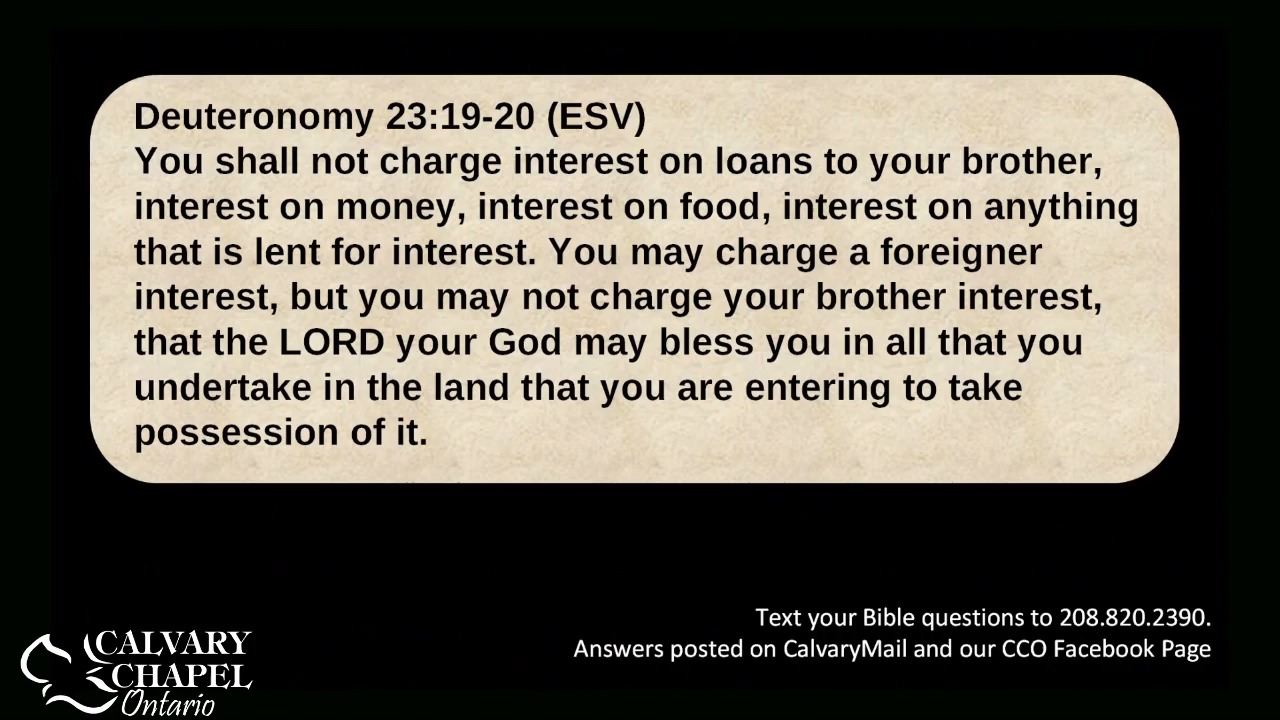 Deuteronomy 23:19-20 (ESV)
You shall not charge interest on loans to your brother,
interest on money, interest on food, interest on anything
that is lent for interest. You may charge a foreigner
interest, but you may not charge your brother interest,
that the LORD your God may bless you in all that you
undertake in the land that you are entering to take
possession of it.
Text your Bible questions to 208.820.2390.
Answers posted on CalvaryMail and our CCO Facebook Page
CALVARY
CHAPEL
Ontario